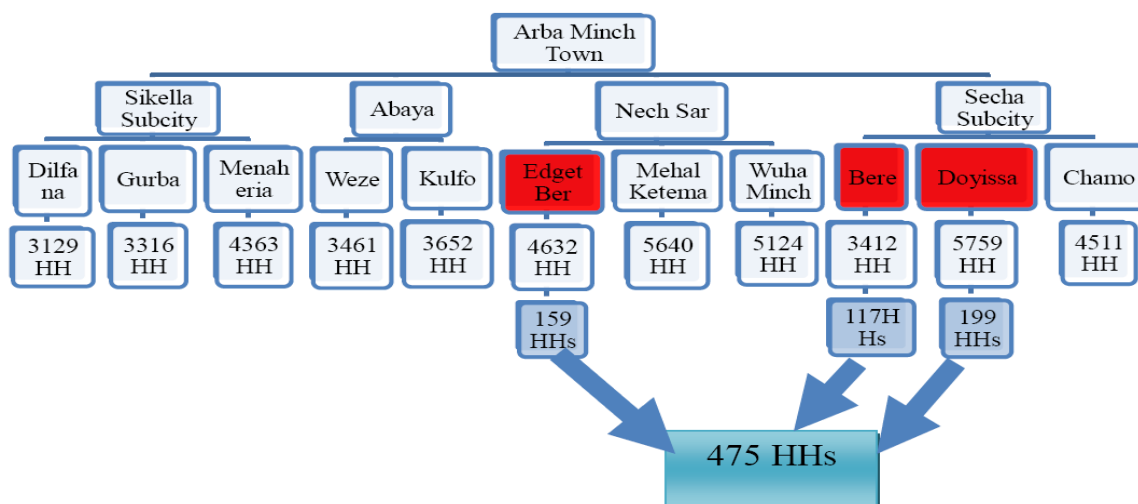 Arba Minch
Town
Sikella
Subcity
Abaya
Nech Sar
Secha
Subcity
Dilfa
na
Gurba
Menah
eria
Weze
Kulfo
Edget
Ber
Mehal
Ketema
Wuha
Minch
Bere
Doyissa
Chamo
3129
HH
3316
HH
4363
HH
3461
HH
3652
HH
4632
HH
5640
HH
5124
HH
3412
HH
5759
HH
4511
HH
159
HHs
117H
Hs
199
HHs
475 HHs